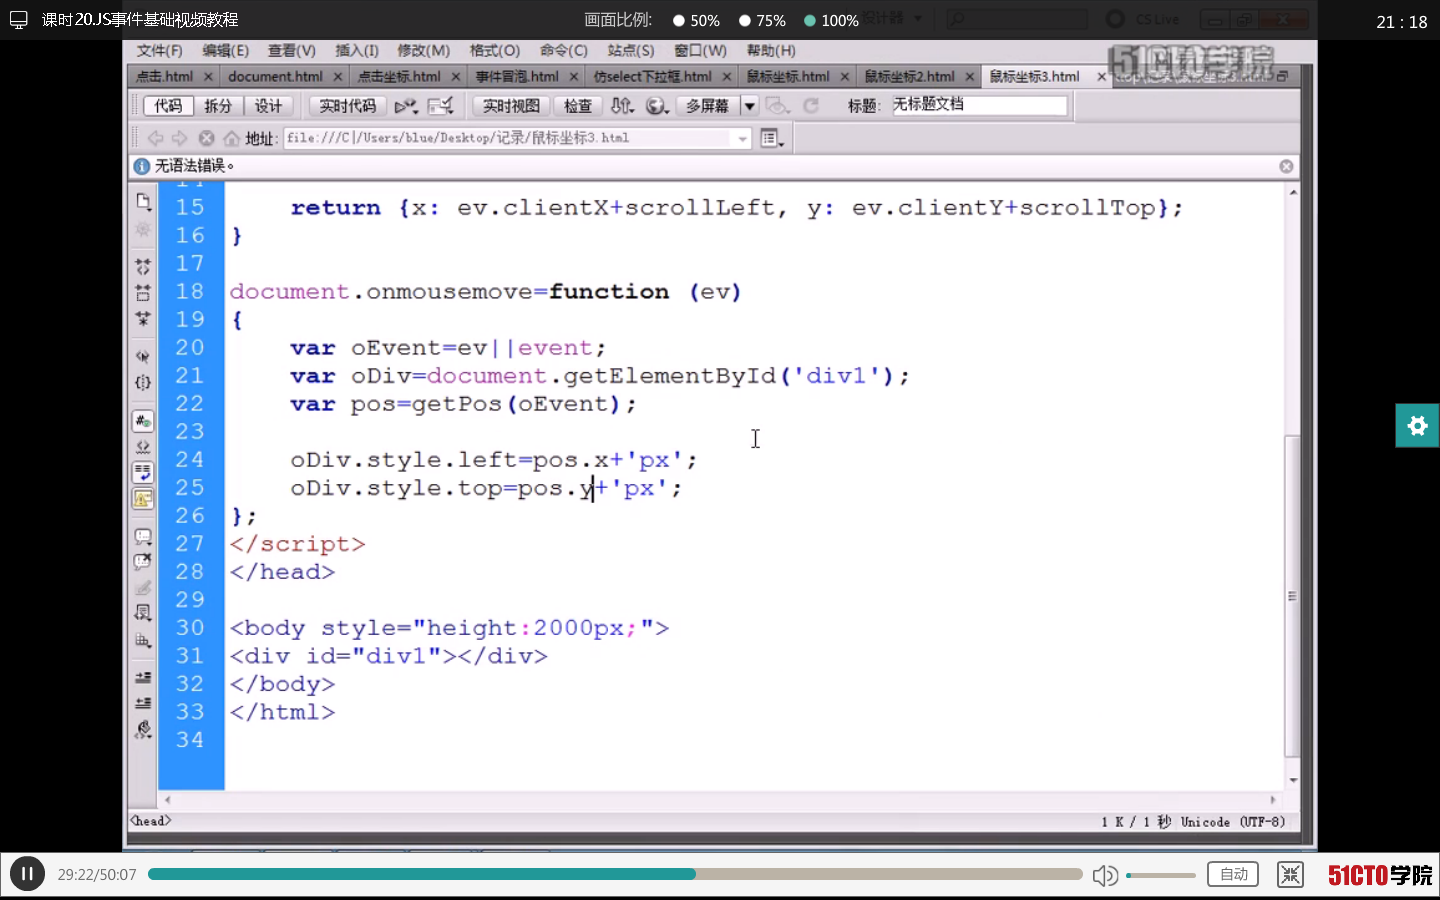 课时20.JS事件基础视频教程
画面比例: 50% 75% 100%
CS Live
21 : 18
文件(F) 编辑(E) 查看(V) 插入(I) 修改(M) 格式(O) 命令(C) 站点(S) 窗口(W) 帮助(H)
51CTO学院
点击.html document.html 点击坐标.html 事件冒泡.html 仿select下拉框.html 鼠标坐标.html 鼠标坐标2.html 鼠标坐标3.html
代码 拆分 设计 实时代码 实时视图 检查 多屏幕 标题: 无标题文档
地址: file:///C|/Users/blue/Desktop/记录/鼠标坐标3.html
无语法错误。
14
15 return {x: ev.clientX+scrollLeft, y: ev.clientY+scrollTop};
16 }
17
18 document.onmousemove=function (ev)
19 {
20 var oEvent=ev||event;
21 var oDiv=document.getElementById('div1');
22 var pos=getPos(oEvent);
23
24 oDiv.style.left=pos.x+'px';
25 oDiv.style.top=pos.y+'px';
26 };
27 </script>
28 </head>
29
30 <body style="height:2000px;">
31 <div id="div1"></div>
32 </body>
33 </html>
34
<head>
1 K / 1 秒 Unicode (UTF-8)
29:22/50:07
自动
51CTO学院